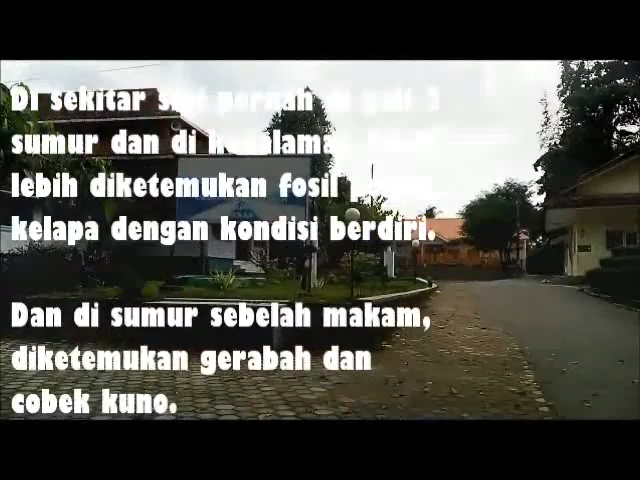 Di sekitar
sumur dan di
lebih diketemukan fosil
kelapa dengan kondisi berdiri.
Dan di sumur sebelah makam,
diketemukan gerabah dan
cobek kuno.